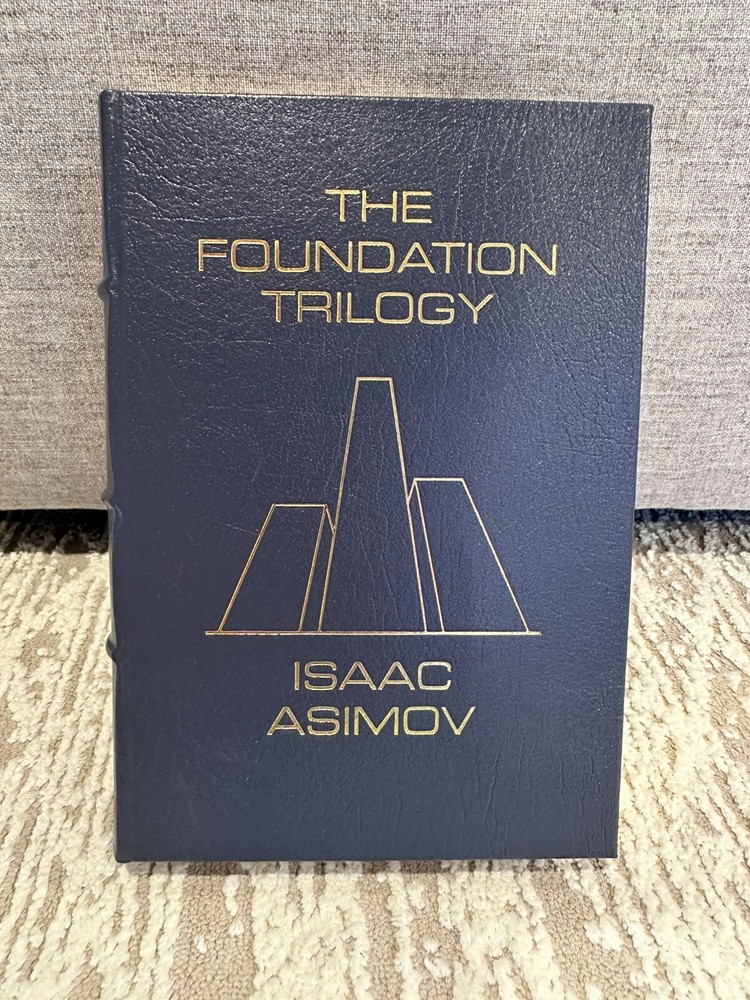 THE
FOUNDATION
TRILOGY
ISAAC
ASIMOV